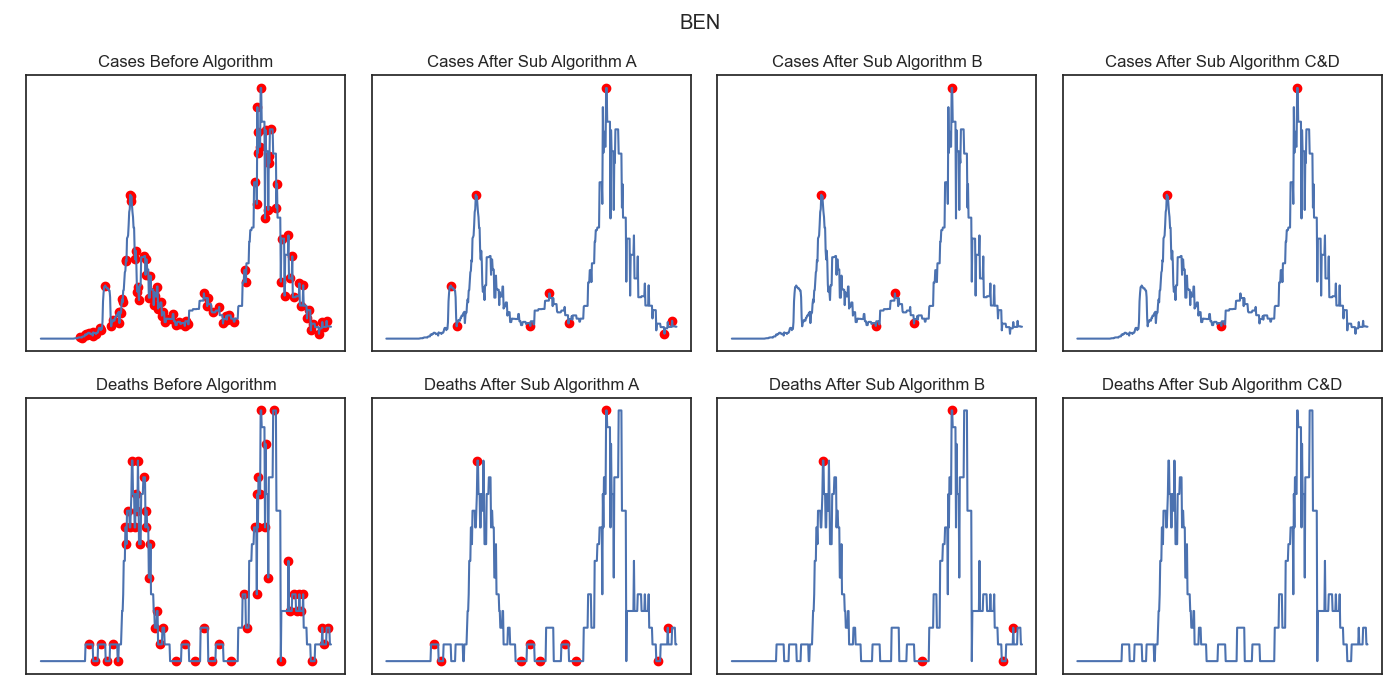 BEN
Cases Before Algorithm
Cases After Sub Algorithm A
Cases After Sub Algorithm B
Cases After Sub Algorithm C&D
Deaths Before Algorithm
Deaths After Sub Algorithm A
Deaths After Sub Algorithm B
Deaths After Sub Algorithm C&D